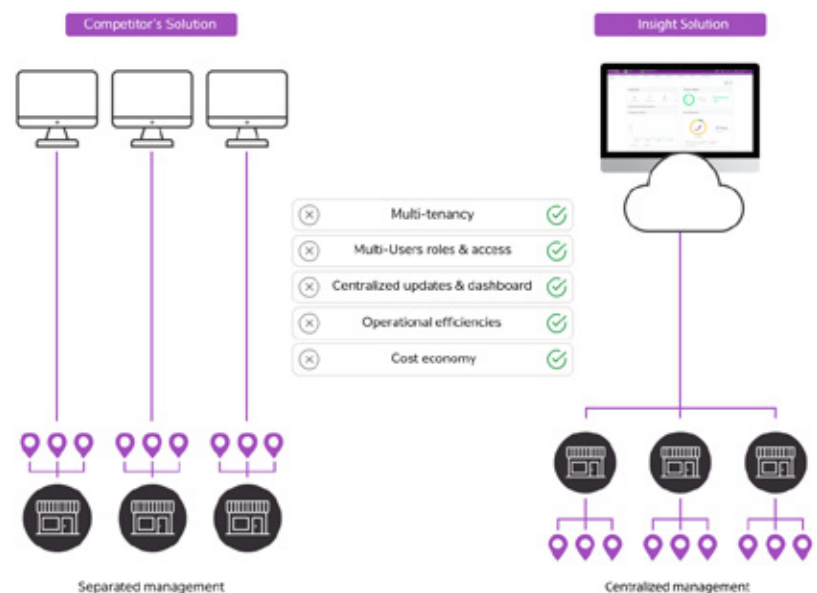 Competitor's Solution
Insight Solution
Multi-tenancy
Multi-Users roles & access
Centralized updates & dashboard
Operational efficiencies
Cost economy
Separated management
Centralized management